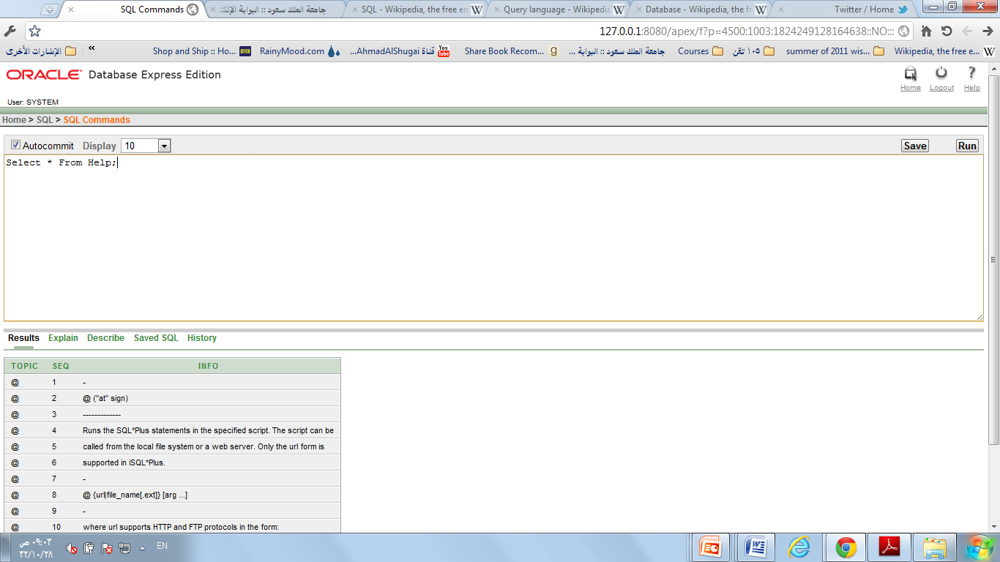 SQL Commands
جامعة الملك سعود :: البوابة الإلكـ
SQL - Wikipedia, the free en
Query language - Wikipedia
Database - Wikipedia, the fr
Twitter / Home
127.0.0.1:8080/apex/f?p=4500:1003:1824249128164638::NO:::
الإشارات الأخرى
Shop and Ship :: Ho...
SNS
RainyMood.com
...AhmadAlShugai قناة
You Tube
Share Book Recom...
g
جامعة الملك سعود :: البوابة ...
Courses
١٠٥ تقن
summer of 2011 wis...
Wikipedia, the free e...
ORACLE Database Express Edition
Home
Logout
Help
User: SYSTEM
Home > SQL > SQL Commands
Autocommit Display 10
Save
Run
Select * From Help;
Results Explain Describe Saved SQL History
TOPIC SEQ INFO
@ 1 -
@ 2 @ ("at" sign)
@ 3 -------------
@ 4 Runs the SQL*Plus statements in the specified script. The script can be
@ 5 called from the local file system or a web server. Only the url form is
@ 6 supported in iSQL*Plus.
@ 7 -
@ 8 @ {url|file_name[.ext]} [arg ...]
@ 9 -
@ 10 where url supports HTTP and FTP protocols in the form:
٠٩:٠٣ ص
٣٢/١٠/٢٨
EN